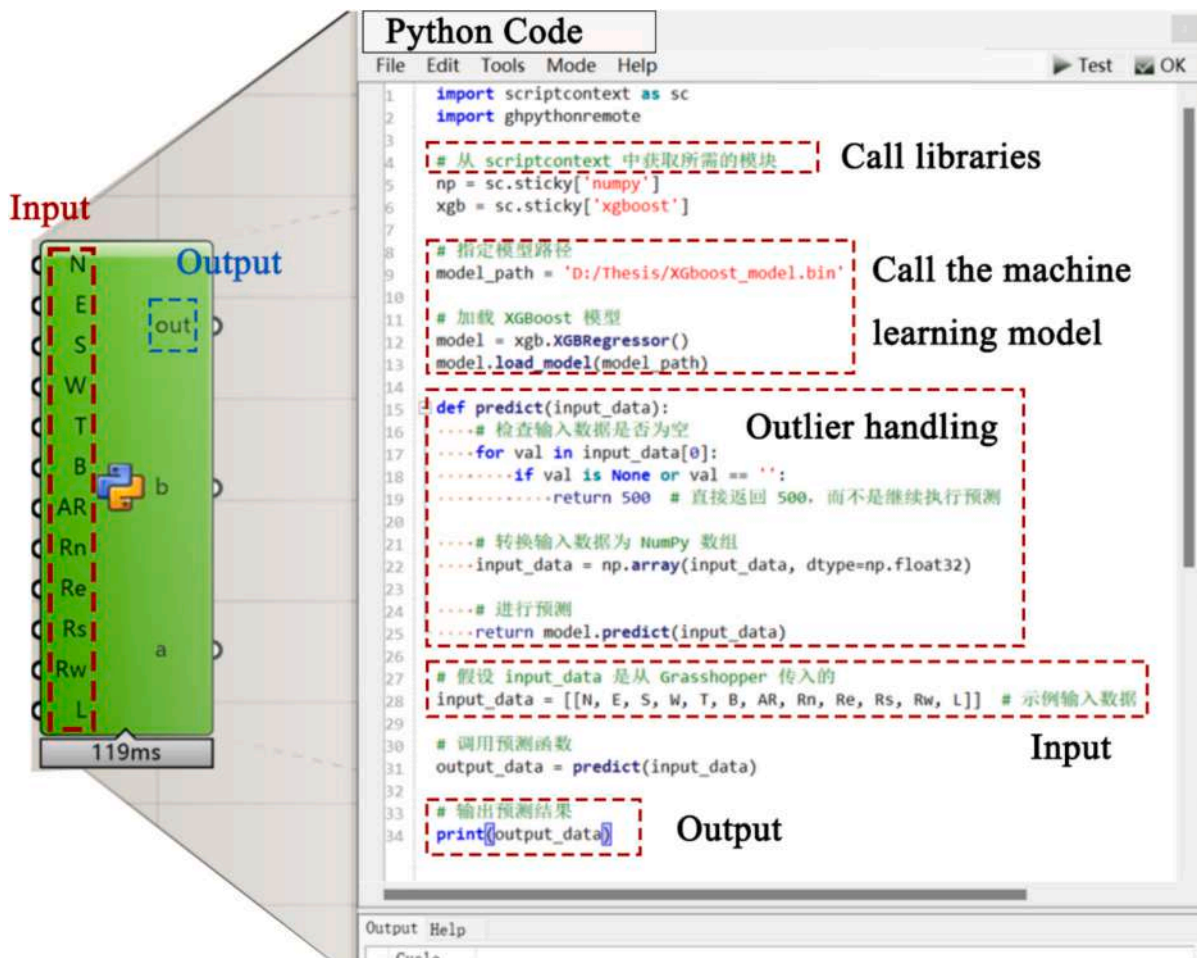 Python Code
File Edit Tools Mode Help
Test OK
Input
Output
N
E
S
W
T
B
AR
Rn
Re
Rs
Rw
L
out
b
a
119ms
1 import scriptcontext as sc
2 import ghpythonremote
3
4 # 从 scriptcontext 中获取所需的模块
5 np = sc.sticky['numpy']
6 xgb = sc.sticky['xgboost']
7
8 # 指定模型路径
9 model_path = 'D:/Thesis/XGboost_model.bin'
10
11 # 加载 XGBoost 模型
12 model = xgb.XGBRegressor()
13 model.load_model(model_path)
14
15 def predict(input_data):
16 ····# 检查输入数据是否为空
17 ····for val in input_data[0]:
18 ········if val is None or val == '':
19 ············return 500 # 直接返回 500，而不是继续执行预测
20
21 ····# 转换输入数据为 NumPy 数组
22 ····input_data = np.array(input_data, dtype=np.float32)
23
24 ····# 进行预测
25 ····return model.predict(input_data)
26
27 # 假设 input_data 是从 Grasshopper 传入的
28 input_data = [[N, E, S, W, T, B, AR, Rn, Re, Rs, Rw, L]] # 示例输入数据
29
30 # 调用预测函数
31 output_data = predict(input_data)
32
33 # 输出预测结果
34 print(output_data)
Call libraries
Call the machine
learning model
Outlier handling
Input
Output
Output Help